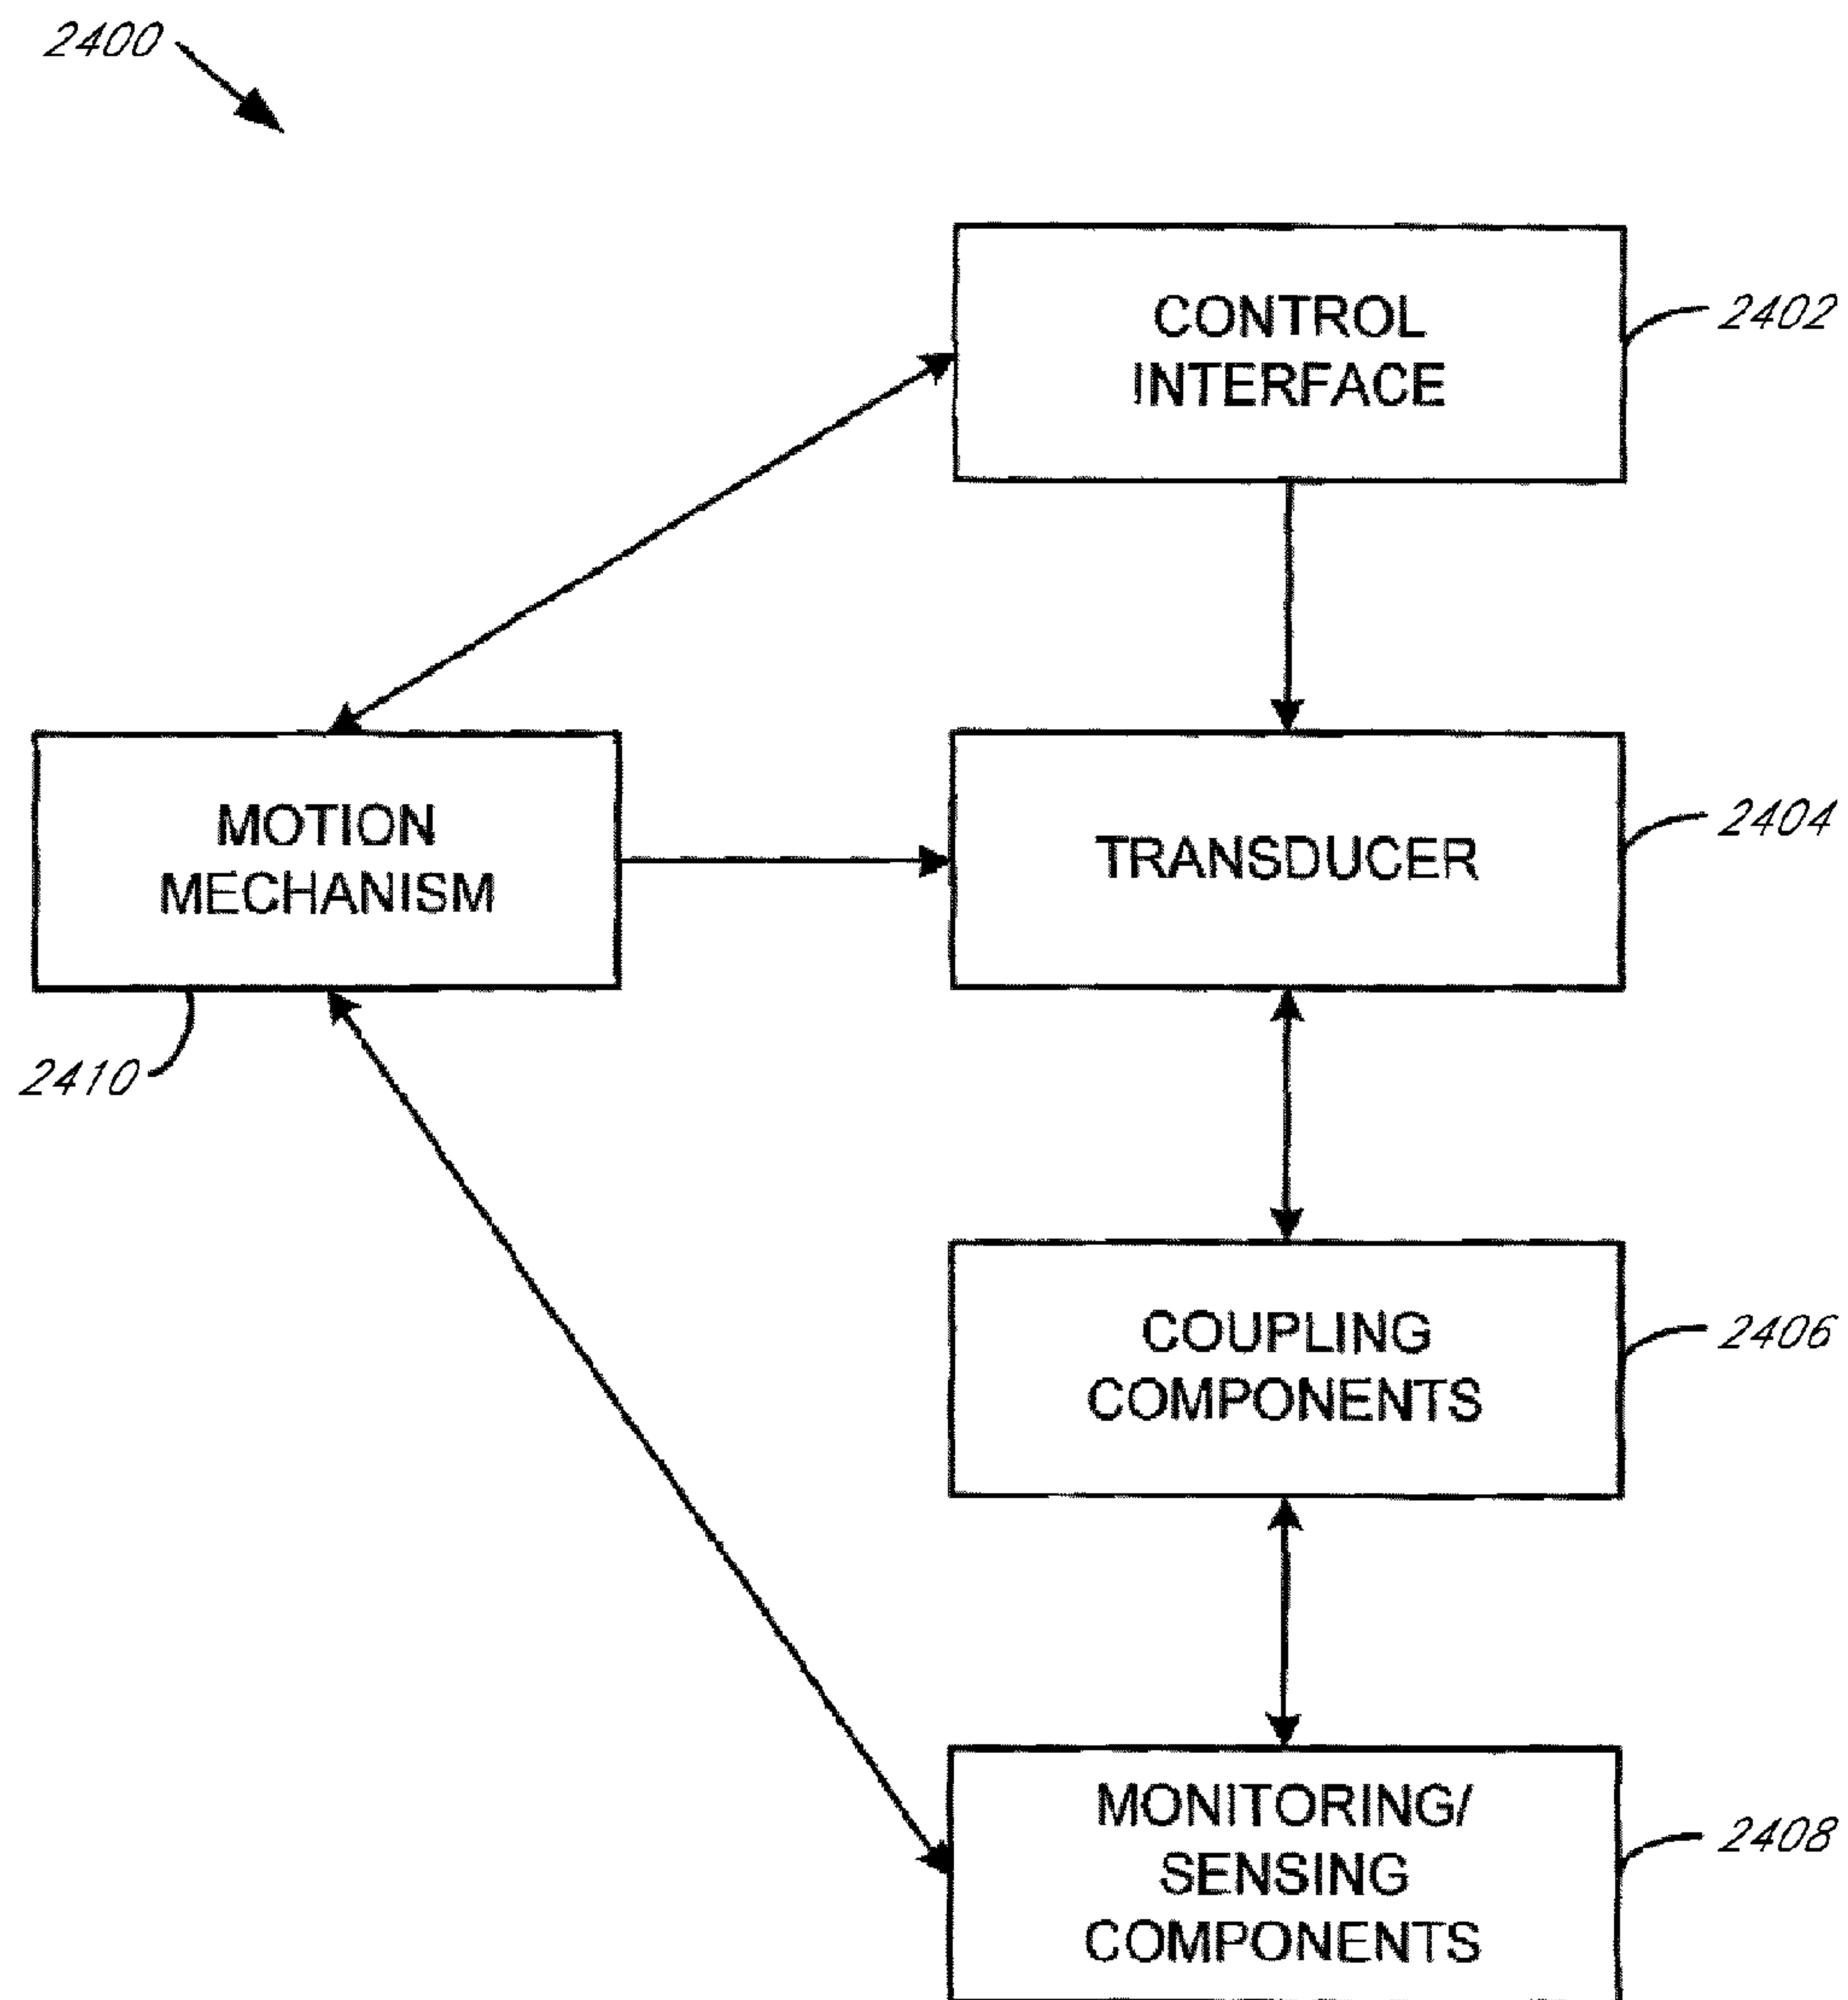 2400
CONTROL
INTERFACE
2402
MOTION
MECHANISM
2410
TRANSDUCER
2404
COUPLING
COMPONENTS
2406
MONITORING/
SENSING
COMPONENTS
2408